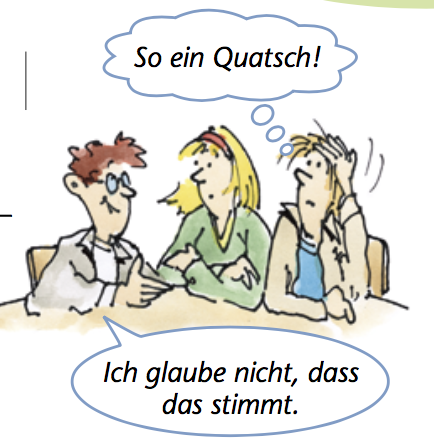 So ein Quatsch!
Ich glaube nicht, dass
das stimmt.